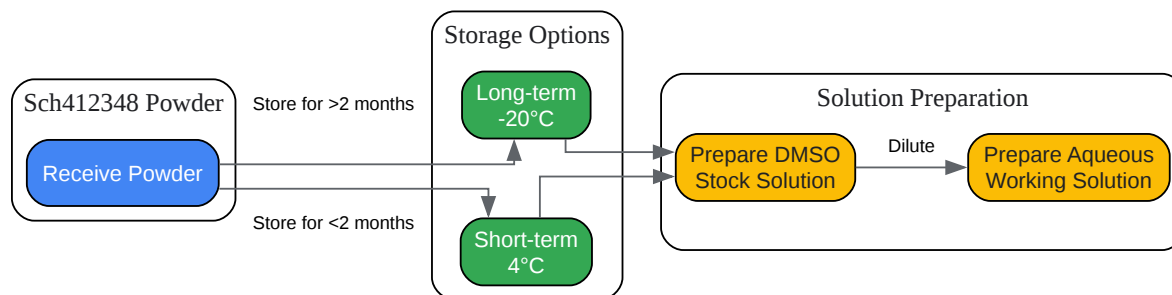 Sch412348 Powder
Receive Powder
Store for >2 months
Store for <2 months
Storage Options
Long-term
-20°C
Short-term
4°C
Solution Preparation
Prepare DMSO
Stock Solution
Dilute
Prepare Aqueous
Working Solution